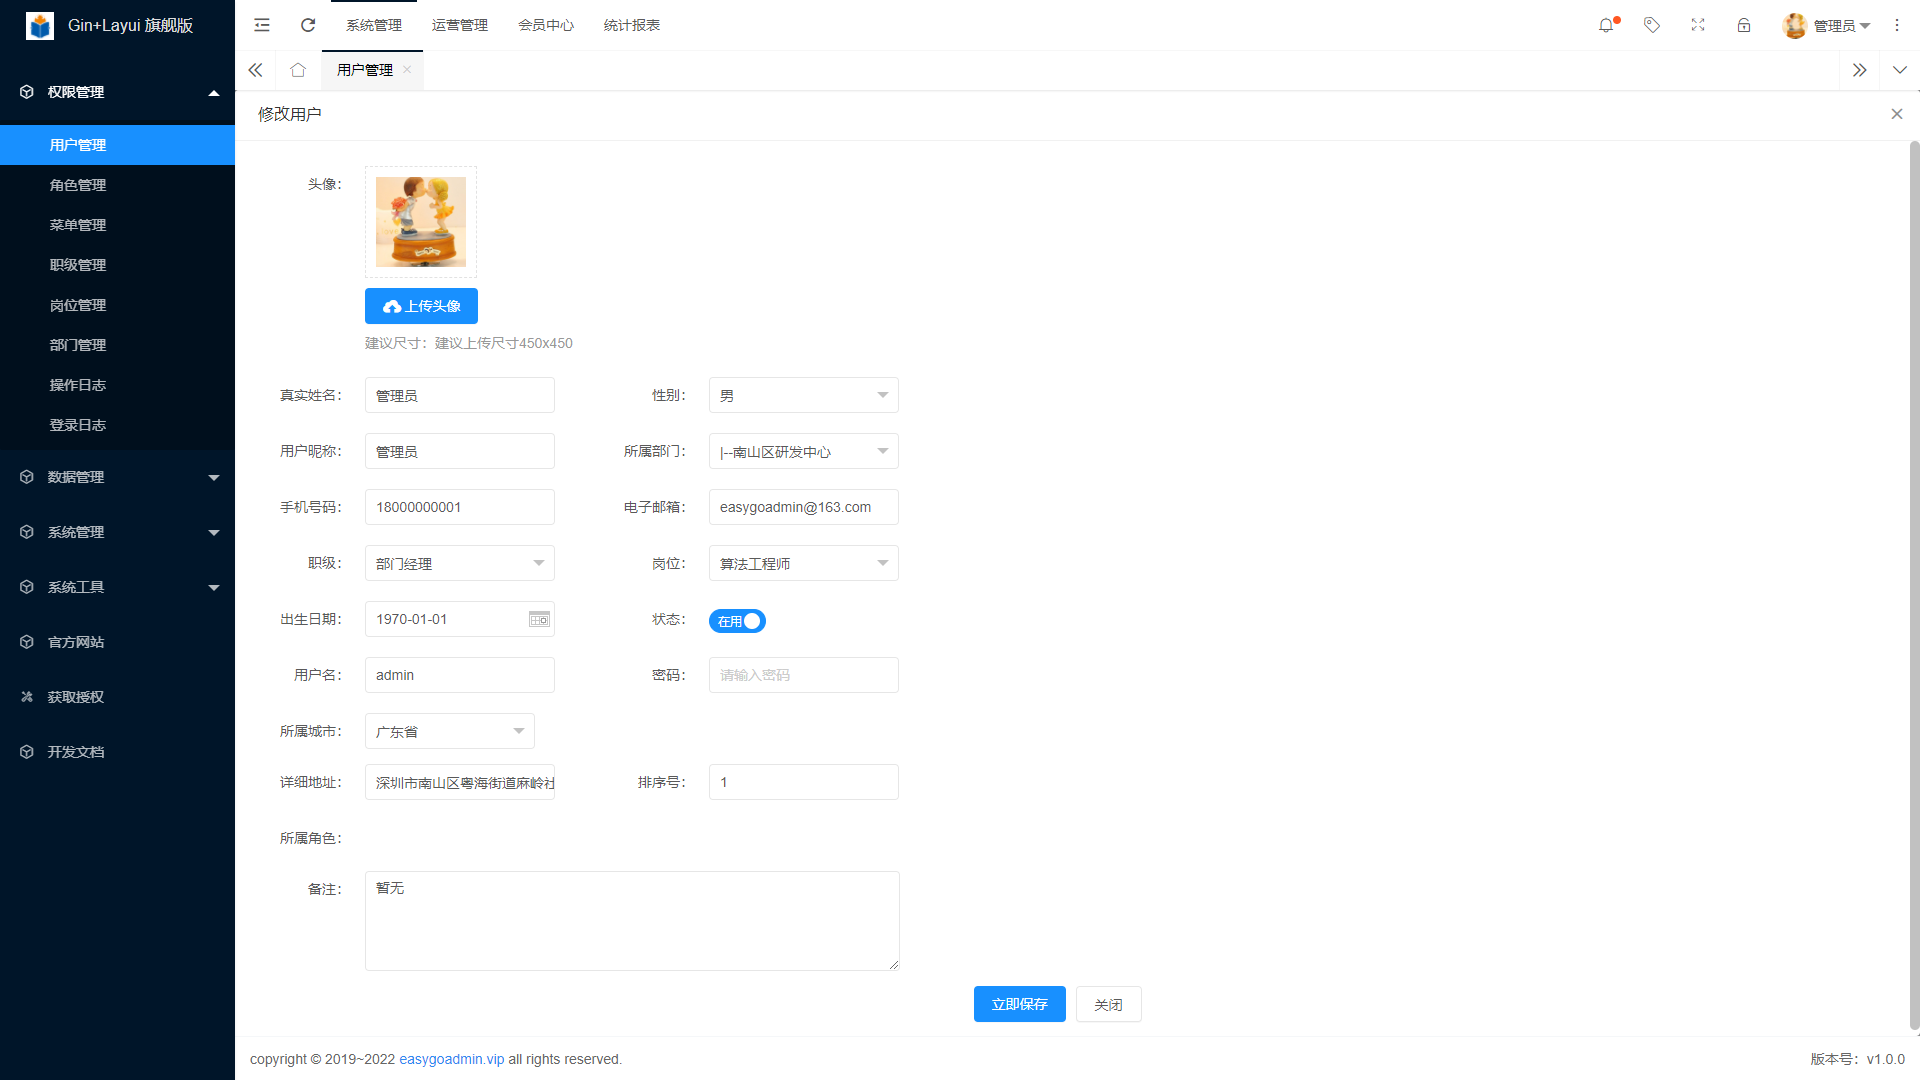 Gin+Layui 旗舰版
系统管理
运营管理
会员中心
统计报表
管理员
权限管理
用户管理
角色管理
菜单管理
职级管理
岗位管理
部门管理
操作日志
登录日志
数据管理
系统管理
系统工具
官方网站
获取授权
开发文档
用户管理
修改用户
头像：
上传头像
建议尺寸：建议上传尺寸450x450
真实姓名： 管理员
性别： 男
用户昵称： 管理员
所属部门： |--南山区研发中心
手机号码： 18000000001
电子邮箱： easygoadmin@163.com
职级： 部门经理
岗位： 算法工程师
出生日期： 1970-01-01
状态： 在用
用户名： admin
密码： 请输入密码
所属城市： 广东省
详细地址： 深圳市南山区粤海街道麻岭社
排序号： 1
所属角色：
备注： 暂无
立即保存
关闭
copyright © 2019~2022 easygoadmin.vip all rights reserved.
版本号：v1.0.0